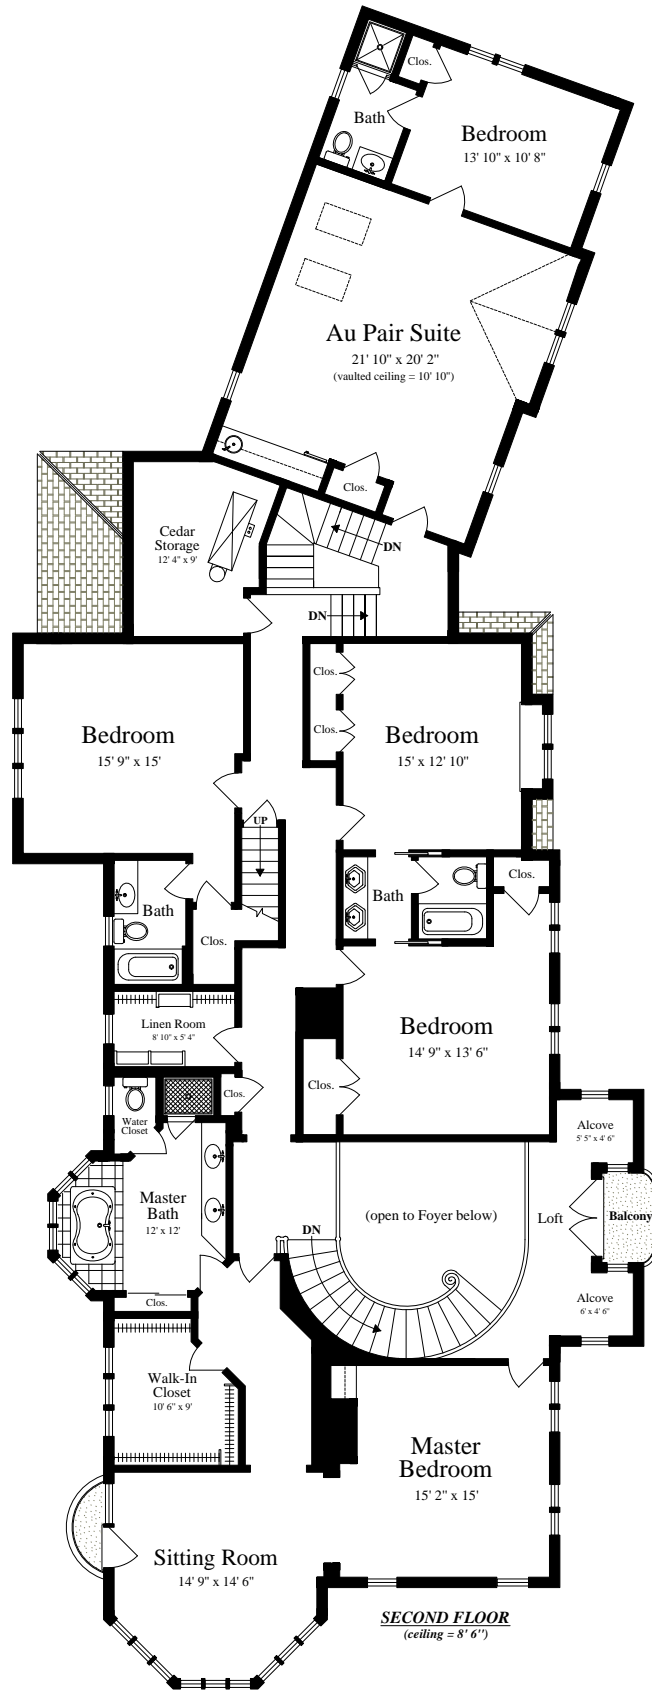 Clos.
Bath
Bedroom
13' 10" x 10' 8"
Au Pair Suite
21' 10" x 20' 2"
(vaulted ceiling = 10' 10")
Clos.
Cedar
Storage
12' 4" x 9'
DN
DN
Clos.
Clos.
Bedroom
15' 9" x 15'
Bedroom
15' x 12' 10"
UP
Clos.
Bath
Bath
Clos.
Linen Room
8' 10" x 5' 4"
Bedroom
14' 9" x 13' 6"
Clos.
Clos.
Water
Closet
Alcove
5' 5" x 4' 6"
Master
Bath
12' x 12'
DN
(open to Foyer below)
Loft
Balcony
Clos.
Alcove
6' x 4' 6"
Walk-In
Closet
10' 6" x 9'
Master
Bedroom
15' 2" x 15'
Sitting Room
14' 9" x 14' 6"
SECOND FLOOR
(ceiling = 8' 6")